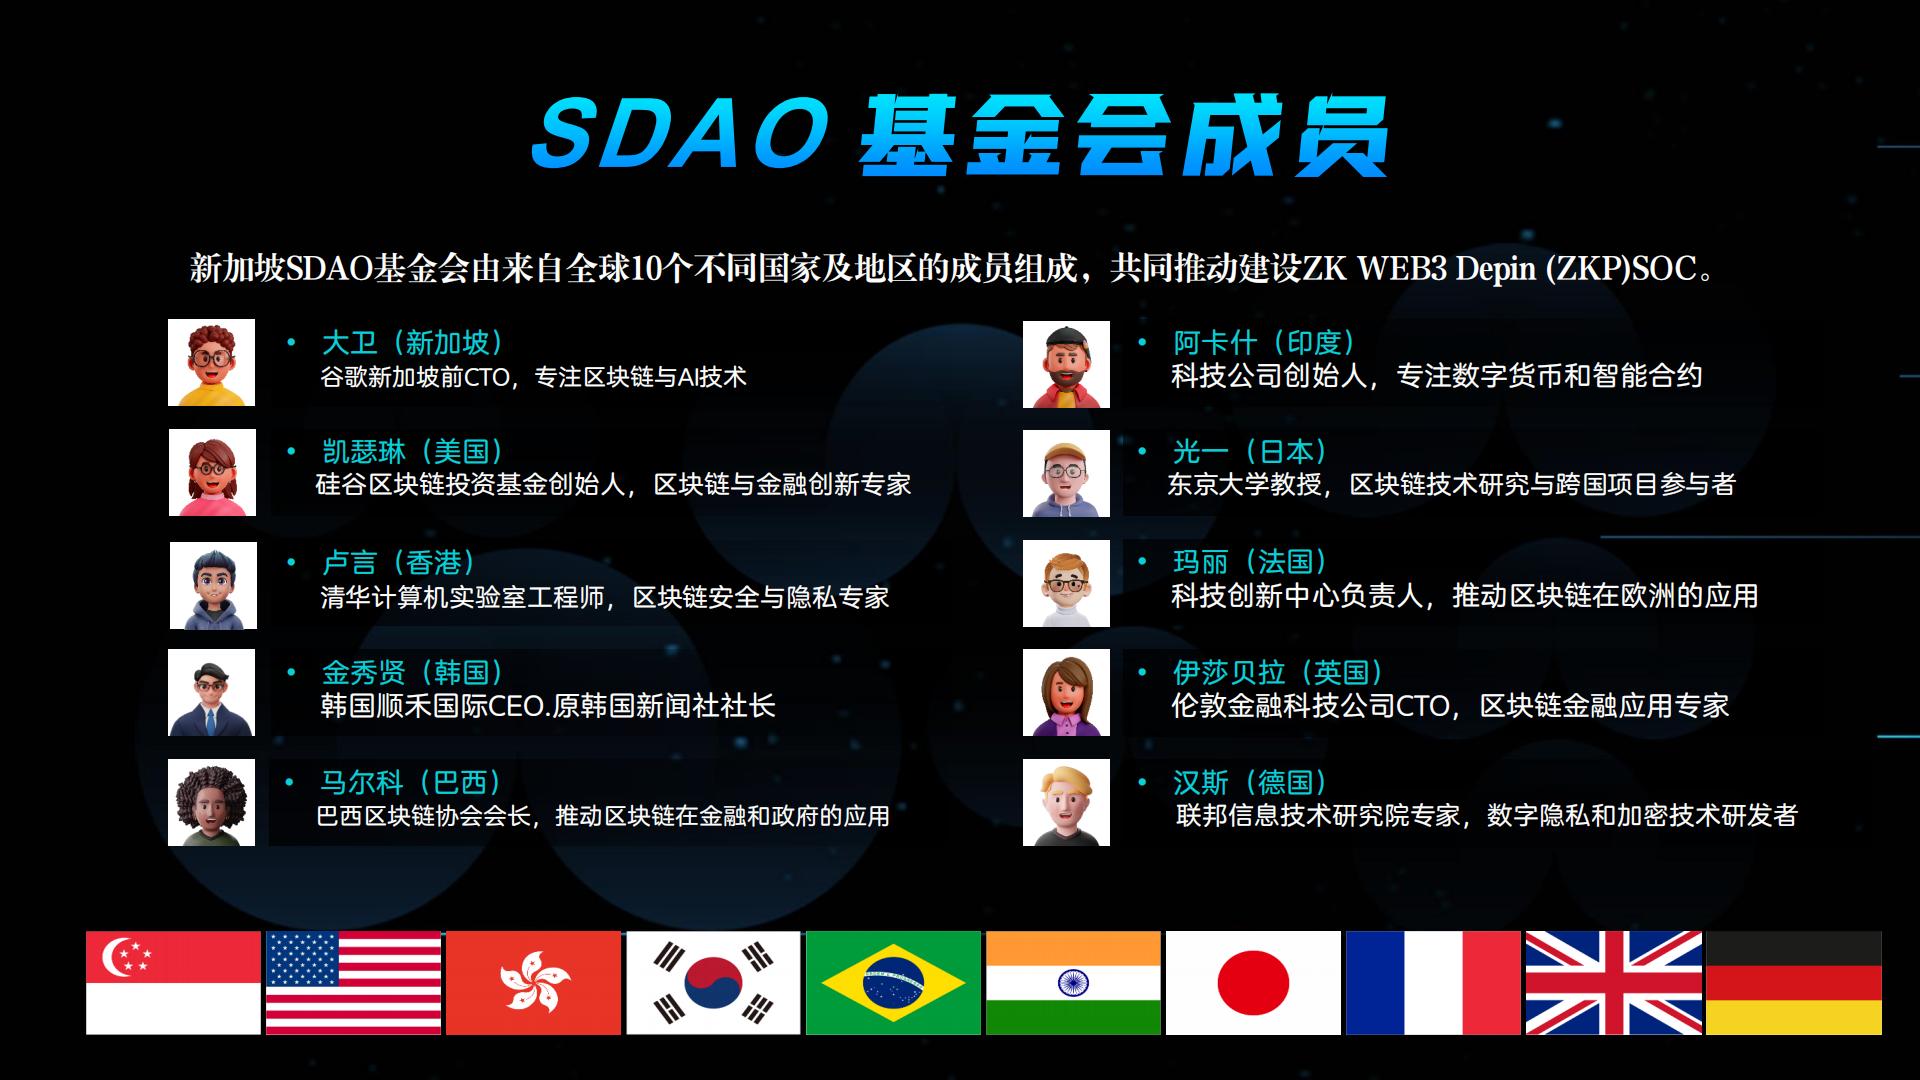 SDAO 基金会成员
新加坡SDAO基金会由来自全球10个不同国家及地区的成员组成，共同推动建设ZK WEB3 Depin (ZKP)SOC。
• 大卫（新加坡）
谷歌新加坡前CTO，专注区块链与AI技术
• 凯瑟琳（美国）
硅谷区块链投资基金创始人，区块链与金融创新专家
• 卢言（香港）
清华计算机实验室工程师，区块链安全与隐私专家
• 金秀贤（韩国）
韩国顺禾国际CEO.原韩国新闻社社长
• 马尔科（巴西）
巴西区块链协会会长，推动区块链在金融和政府的应用
• 阿卡什（印度）
科技公司创始人，专注数字货币和智能合约
• 光一（日本）
东京大学教授，区块链技术研究与跨国项目参与者
• 玛丽（法国）
科技创新中心负责人，推动区块链在欧洲的应用
• 伊莎贝拉（英国）
伦敦金融科技公司CTO，区块链金融应用专家
• 汉斯（德国）
联邦信息技术研究院专家，数字隐私和加密技术研发者